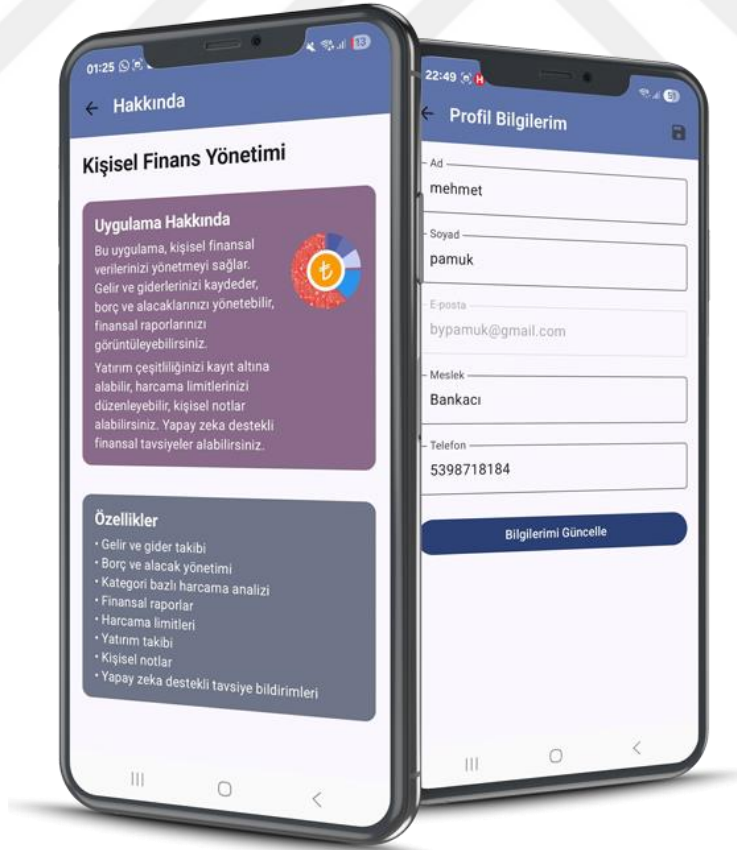 01:25
Hakkında
Kişisel Finans Yönetimi
Uygulama Hakkında
Bu uygulama, kişisel finansal
verilerinizi yönetmeyi sağlar.
Gelir ve giderlerinizi kaydeder,
borç ve alacaklarınızı yönetebilir,
finansal raporlarınızı
görüntüleyebilirsiniz.
Yatırım çeşitliliğinizi kayıt altına
alabilir, harcama limitlerinizi
düzenleyebilir, kişisel notlar
alabilirsiniz. Yapay zeka destekli
finansal tavsiyeler alabilirsiniz.
Özellikler
• Gelir ve gider takibi
• Borç ve alacak yönetimi
• Kategori bazlı harcama analizi
• Finansal raporlar
• Harcama limitleri
• Yatırım takibi
• Kişisel notlar
• Yapay zeka destekli tavsiye bildirimleri
13
22:49
H
Profil Bilgilerim
Ad
mehmet
Soyad
pamuk
E-posta
bypamuk@gmail.com
Meslek
Bankacı
Telefon
5398718184
Bilgilerimi Güncelle